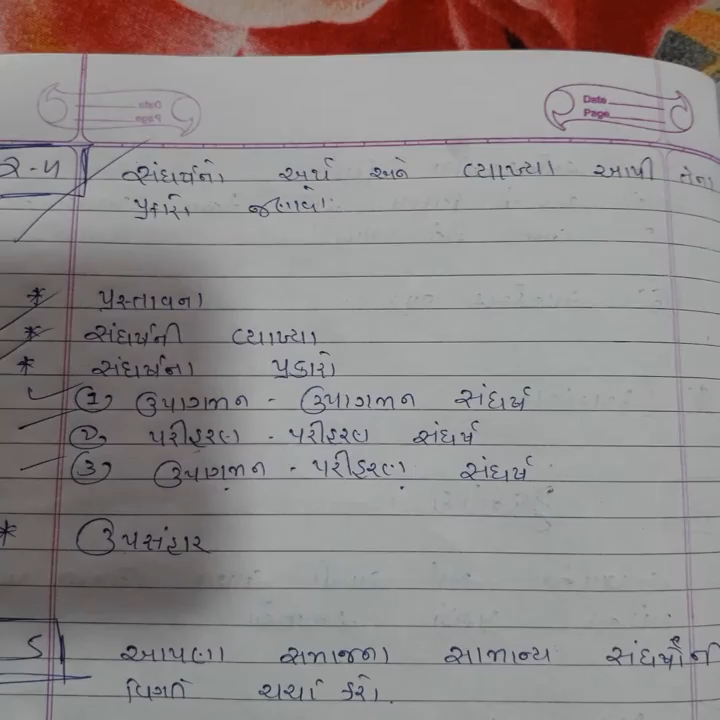 Date
Page
પ્ર-૫ સંઘર્ષનો અર્થ અને વ્યાખ્યા આપી તેના
પ્રકારો જણાવો
* પ્રસ્તાવના
* સંઘર્ષની વ્યાખ્યા
* સંઘર્ષના પ્રકારો
① ઉપાગમન - ઉપાગમન સંઘર્ષ
② પરીહરણ - પરીહરણ સંઘર્ષ
③ ઉપાગમન - પરીહરણ સંઘર્ષ
* ઉપસંહાર
આપણા સમાજના સામાન્ય સંઘર્ષોની
વિગતે ચર્ચા કરો.